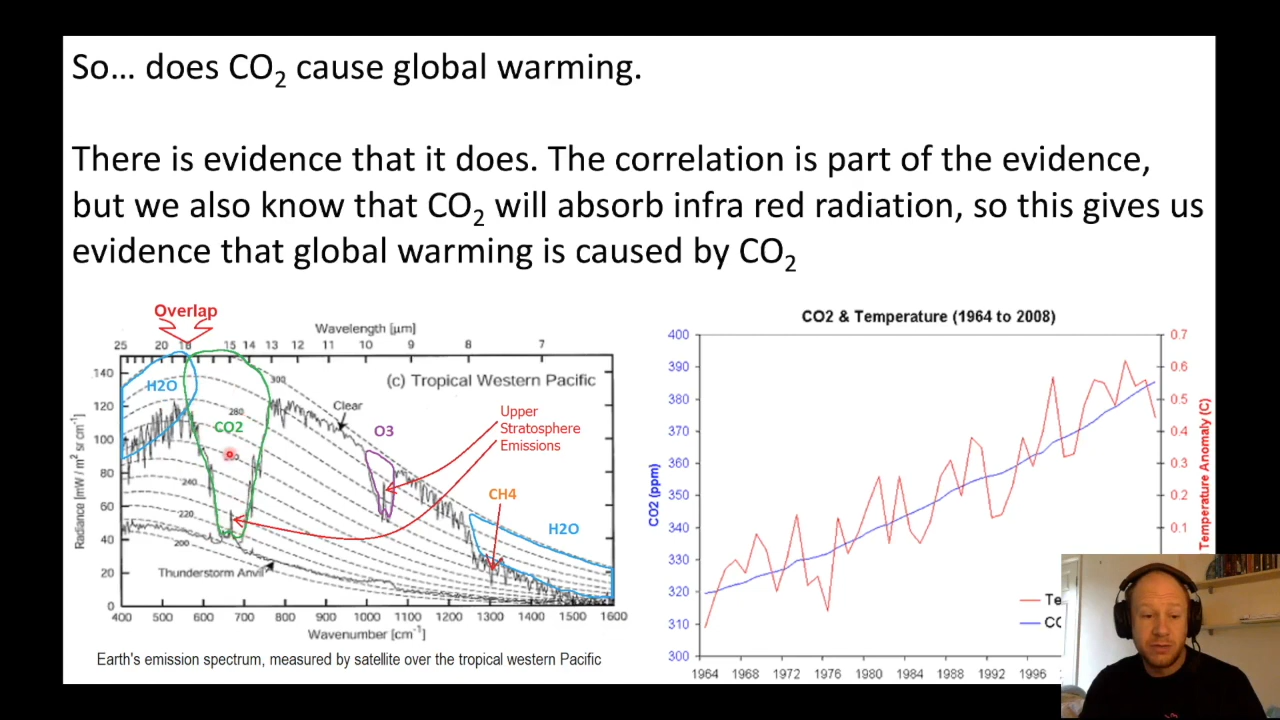 So... does CO2 cause global warming.
There is evidence that it does. The correlation is part of the evidence,
but we also know that CO2 will absorb infra red radiation, so this gives us
evidence that global warming is caused by CO2
Overlap
Wavelength [μm]
25 20 18 15 14 13 12 11 10 9 8 7
(c) Tropical Western Pacific
H2O
CO2
O3
CH4
H2O
Clear
Upper
Stratosphere
Emissions
300
280
240
220
200
Thunderstorm Anvil
Radiance [mW / m² sr cm⁻¹]
140
120
100
80
60
40
20
0
400 500 600 700 800 900 1000 1100 1200 1300 1400 1500 1600
Wavenumber [cm⁻¹]
Earth's emission spectrum, measured by satellite over the tropical western Pacific
CO2 & Temperature (1964 to 2008)
CO2 (ppm)
400
390
380
370
360
350
340
330
320
310
300
0.7
0.6
0.5
0.4
0.3
0.2
0.1
Temperature Anomaly (C)
Te
CO
1964 1968 1972 1976 1980 1984 1988 1992 1996